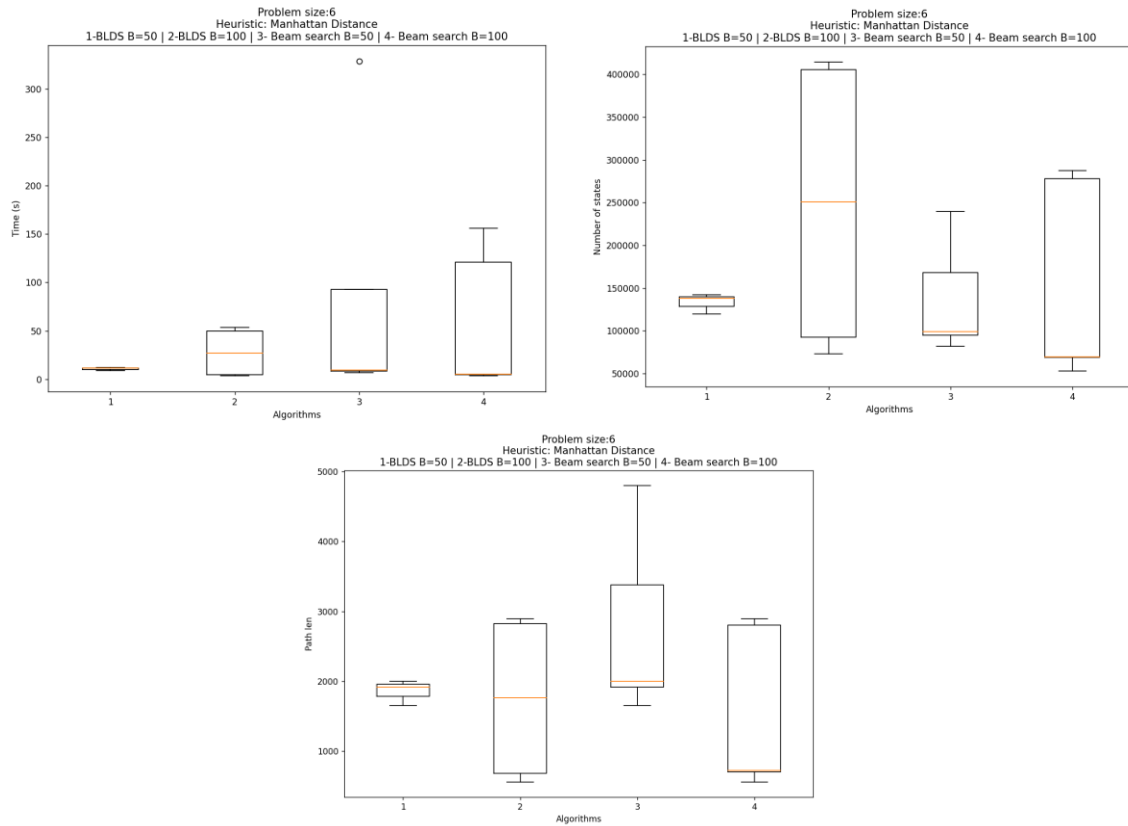 Problem size:6
Heuristic: Manhattan Distance
1-BLDS B=50 | 2-BLDS B=100 | 3- Beam search B=50 | 4- Beam search B=100
300
250
200
150
100
50
0
Time (s)
1
2
3
4
Algorithms
Problem size:6
Heuristic: Manhattan Distance
1-BLDS B=50 | 2-BLDS B=100 | 3- Beam search B=50 | 4- Beam search B=100
400000
350000
300000
250000
200000
150000
100000
50000
Number of states
1
2
3
4
Algorithms
Problem size:6
Heuristic: Manhattan Distance
1-BLDS B=50 | 2-BLDS B=100 | 3- Beam search B=50 | 4- Beam search B=100
5000
4000
3000
2000
1000
Path len
1
2
3
4
Algorithms